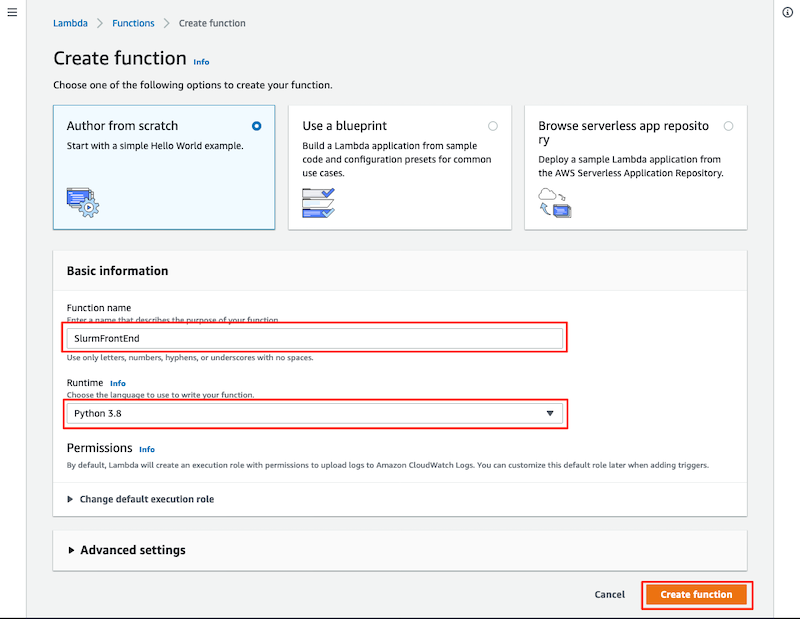 Lambda > Functions > Create function
Create function Info
Choose one of the following options to create your function.
Author from scratch
Start with a simple Hello World example.
Use a blueprint
Build a Lambda application from sample
code and configuration presets for common
use cases.
Browse serverless app reposito
ry
Deploy a sample Lambda application from
the AWS Serverless Application Repository.
Basic information
Function name
Enter a name that describes the purpose of your function.
SlurmFrontEnd
Use only letters, numbers, hyphens, or underscores with no spaces.
Runtime Info
Choose the language to use to write your function.
Python 3.8
Permissions Info
By default, Lambda will create an execution role with permissions to upload logs to Amazon CloudWatch Logs. You can customize this default role later when adding triggers.
Change default execution role
Advanced settings
Cancel
Create function